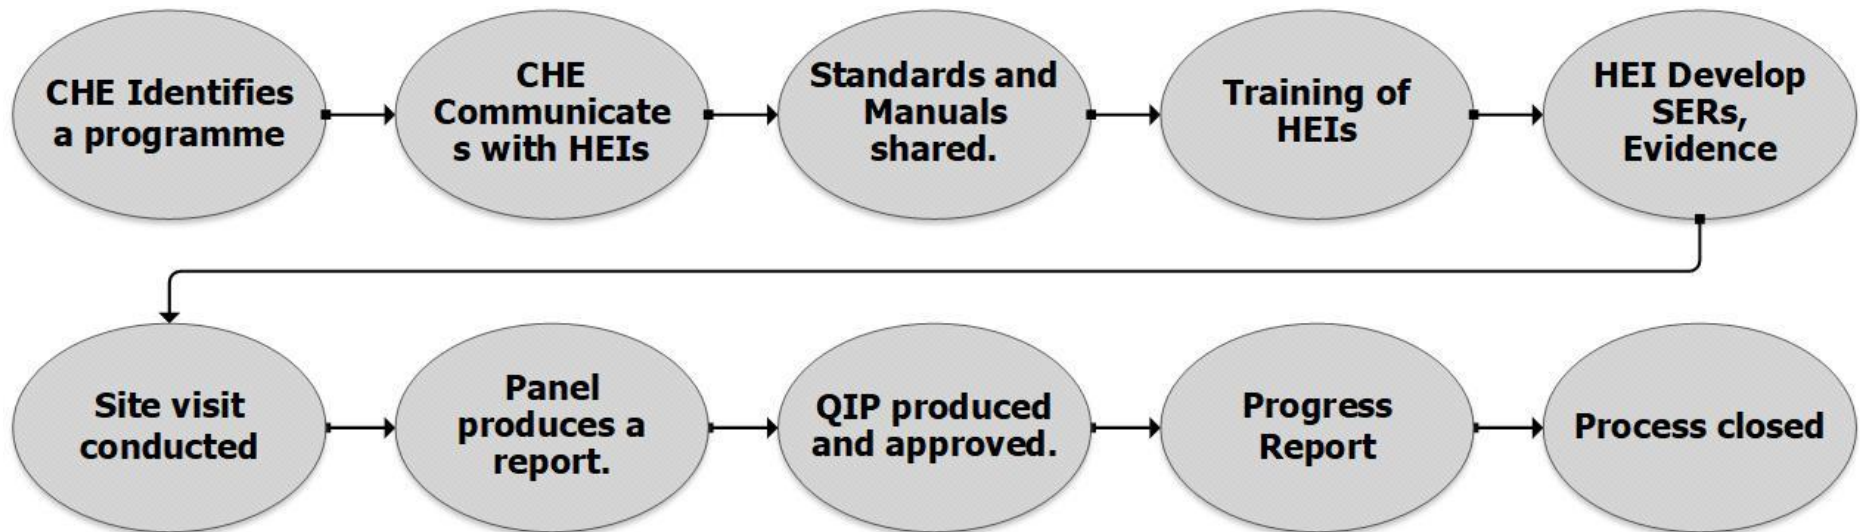 CHE Identifies
a programme
CHE
Communicate
s with HEIs
Standards and
Manuals
shared.
Training of
HEIs
HEI Develop
SERs,
Evidence
Site visit
conducted
Panel
produces a
report.
QIP produced
and approved.
Progress
Report
Process closed